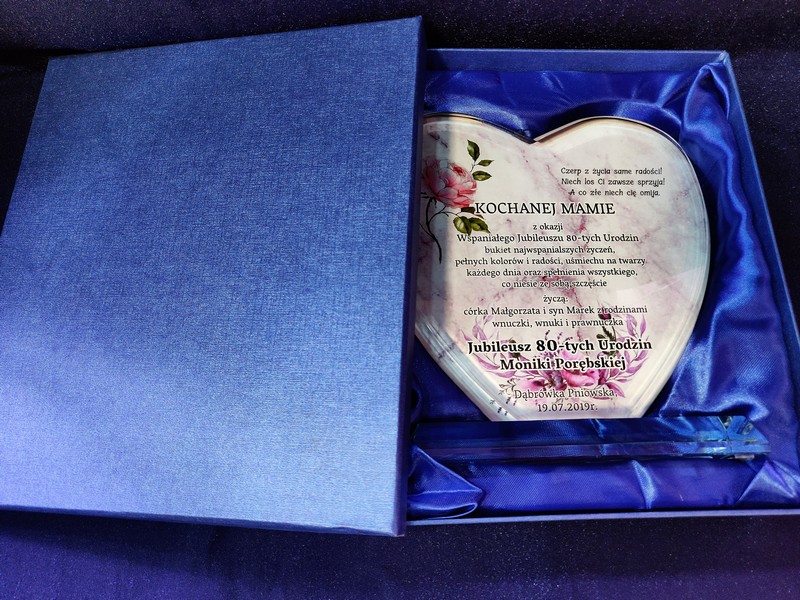 Czerp z życia same radości!
Niech los Ci zawsze sprzyja!
A co złe niech cię omija.
KOCHANEJ MAMIE
z okazji
Wspaniałego Jubileuszu 80-tych Urodzin
bukiet najwspanialszych życzeń,
pełnych kolorów i radości, uśmiechu na twarzy
każdego dnia oraz spełnienia wszystkiego,
co niesie ze sobą szczęście
życzą:
córka Małgorzata i syn Marek z rodzinami
wnuczki, wnuki i prawnuczka
Jubileusz 80-tych Urodzin
Moniki Porębskiej
Dąbrówka Pniowska,
19.07.2019r.